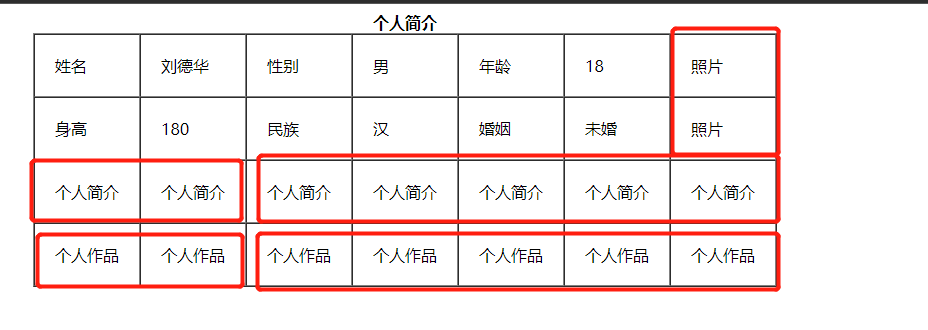 个人简介
姓名 刘德华 性别 男 年龄 18 照片
身高 180 民族 汉 婚姻 未婚 照片
个人简介 个人简介 个人简介 个人简介 个人简介 个人简介 个人简介
个人作品 个人作品 个人作品 个人作品 个人作品 个人作品 个人作品